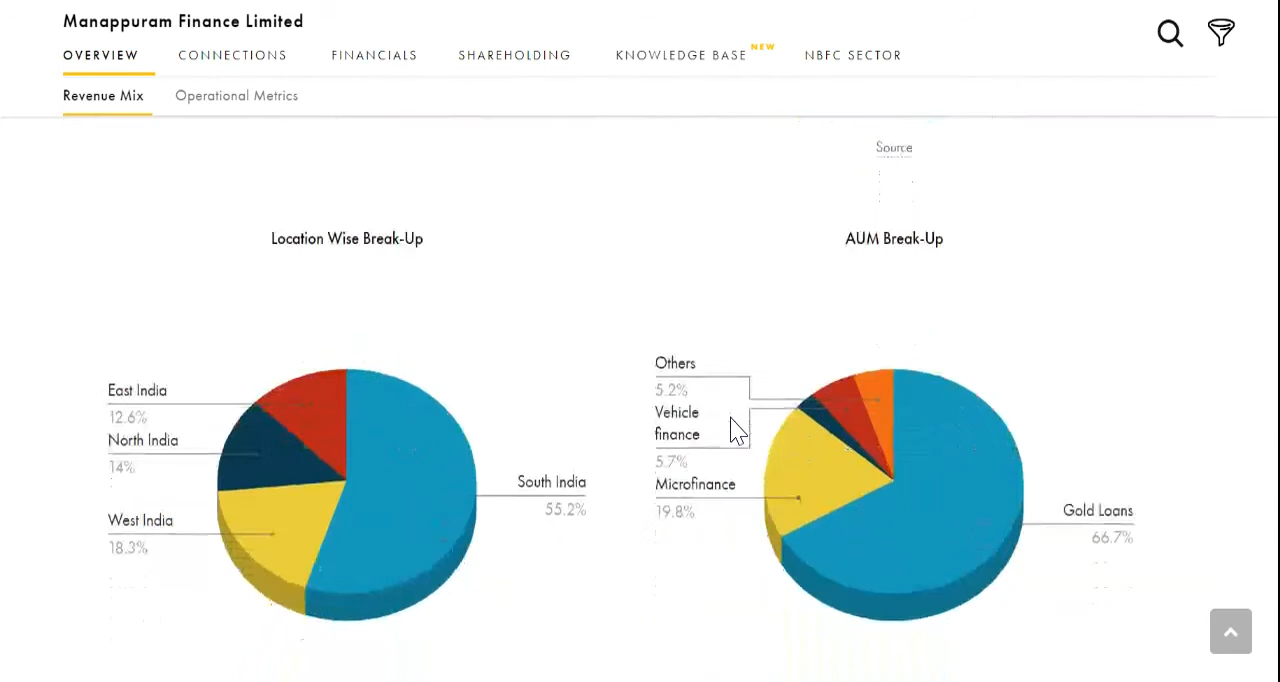 Manappuram Finance Limited
OVERVIEW CONNECTIONS FINANCIALS SHAREHOLDING KNOWLEDGE BASE NEW NBFC SECTOR
Revenue Mix Operational Metrics
Source
Location Wise Break-Up
East India
12.6%
North India
14%
West India
18.3%
South India
55.2%
AUM Break-Up
Others
5.2%
Vehicle
finance
5.7%
Microfinance
19.8%
Gold Loans
66.7%